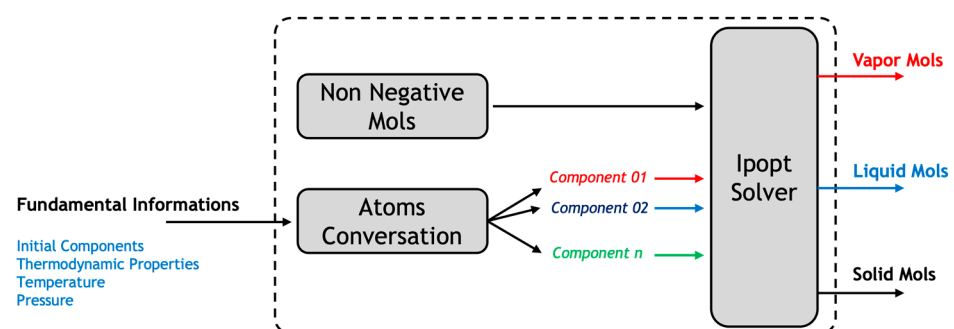 Non Negative
Mols
Atoms
Conversation
Fundamental Informations
Initial Components
Thermodynamic Properties
Temperature
Pressure
Component 01
Component 02
Component n
Ipopt
Solver
Vapor Mols
Liquid Mols
Solid Mols